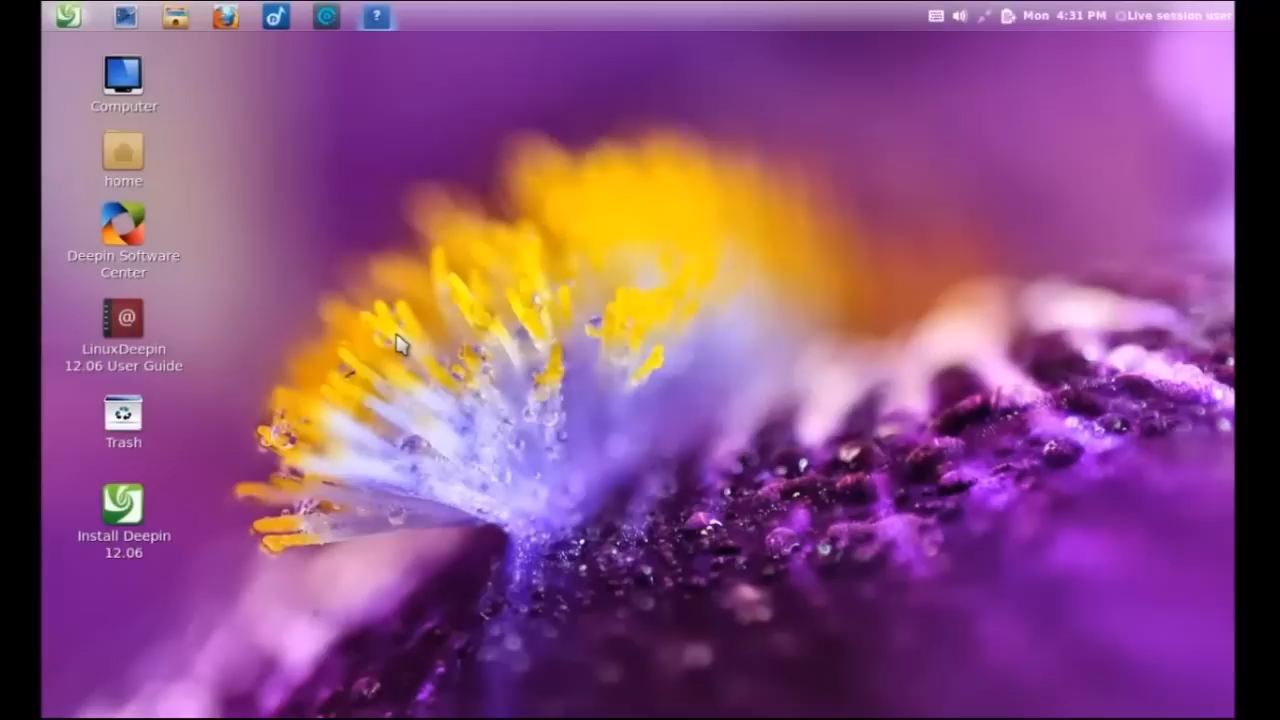 ?
Mon 4:31 PM
Live session user
Computer
home
Deepin Software
Center
@
LinuxDeepin
12.06 User Guide
Trash
Install Deepin
12.06